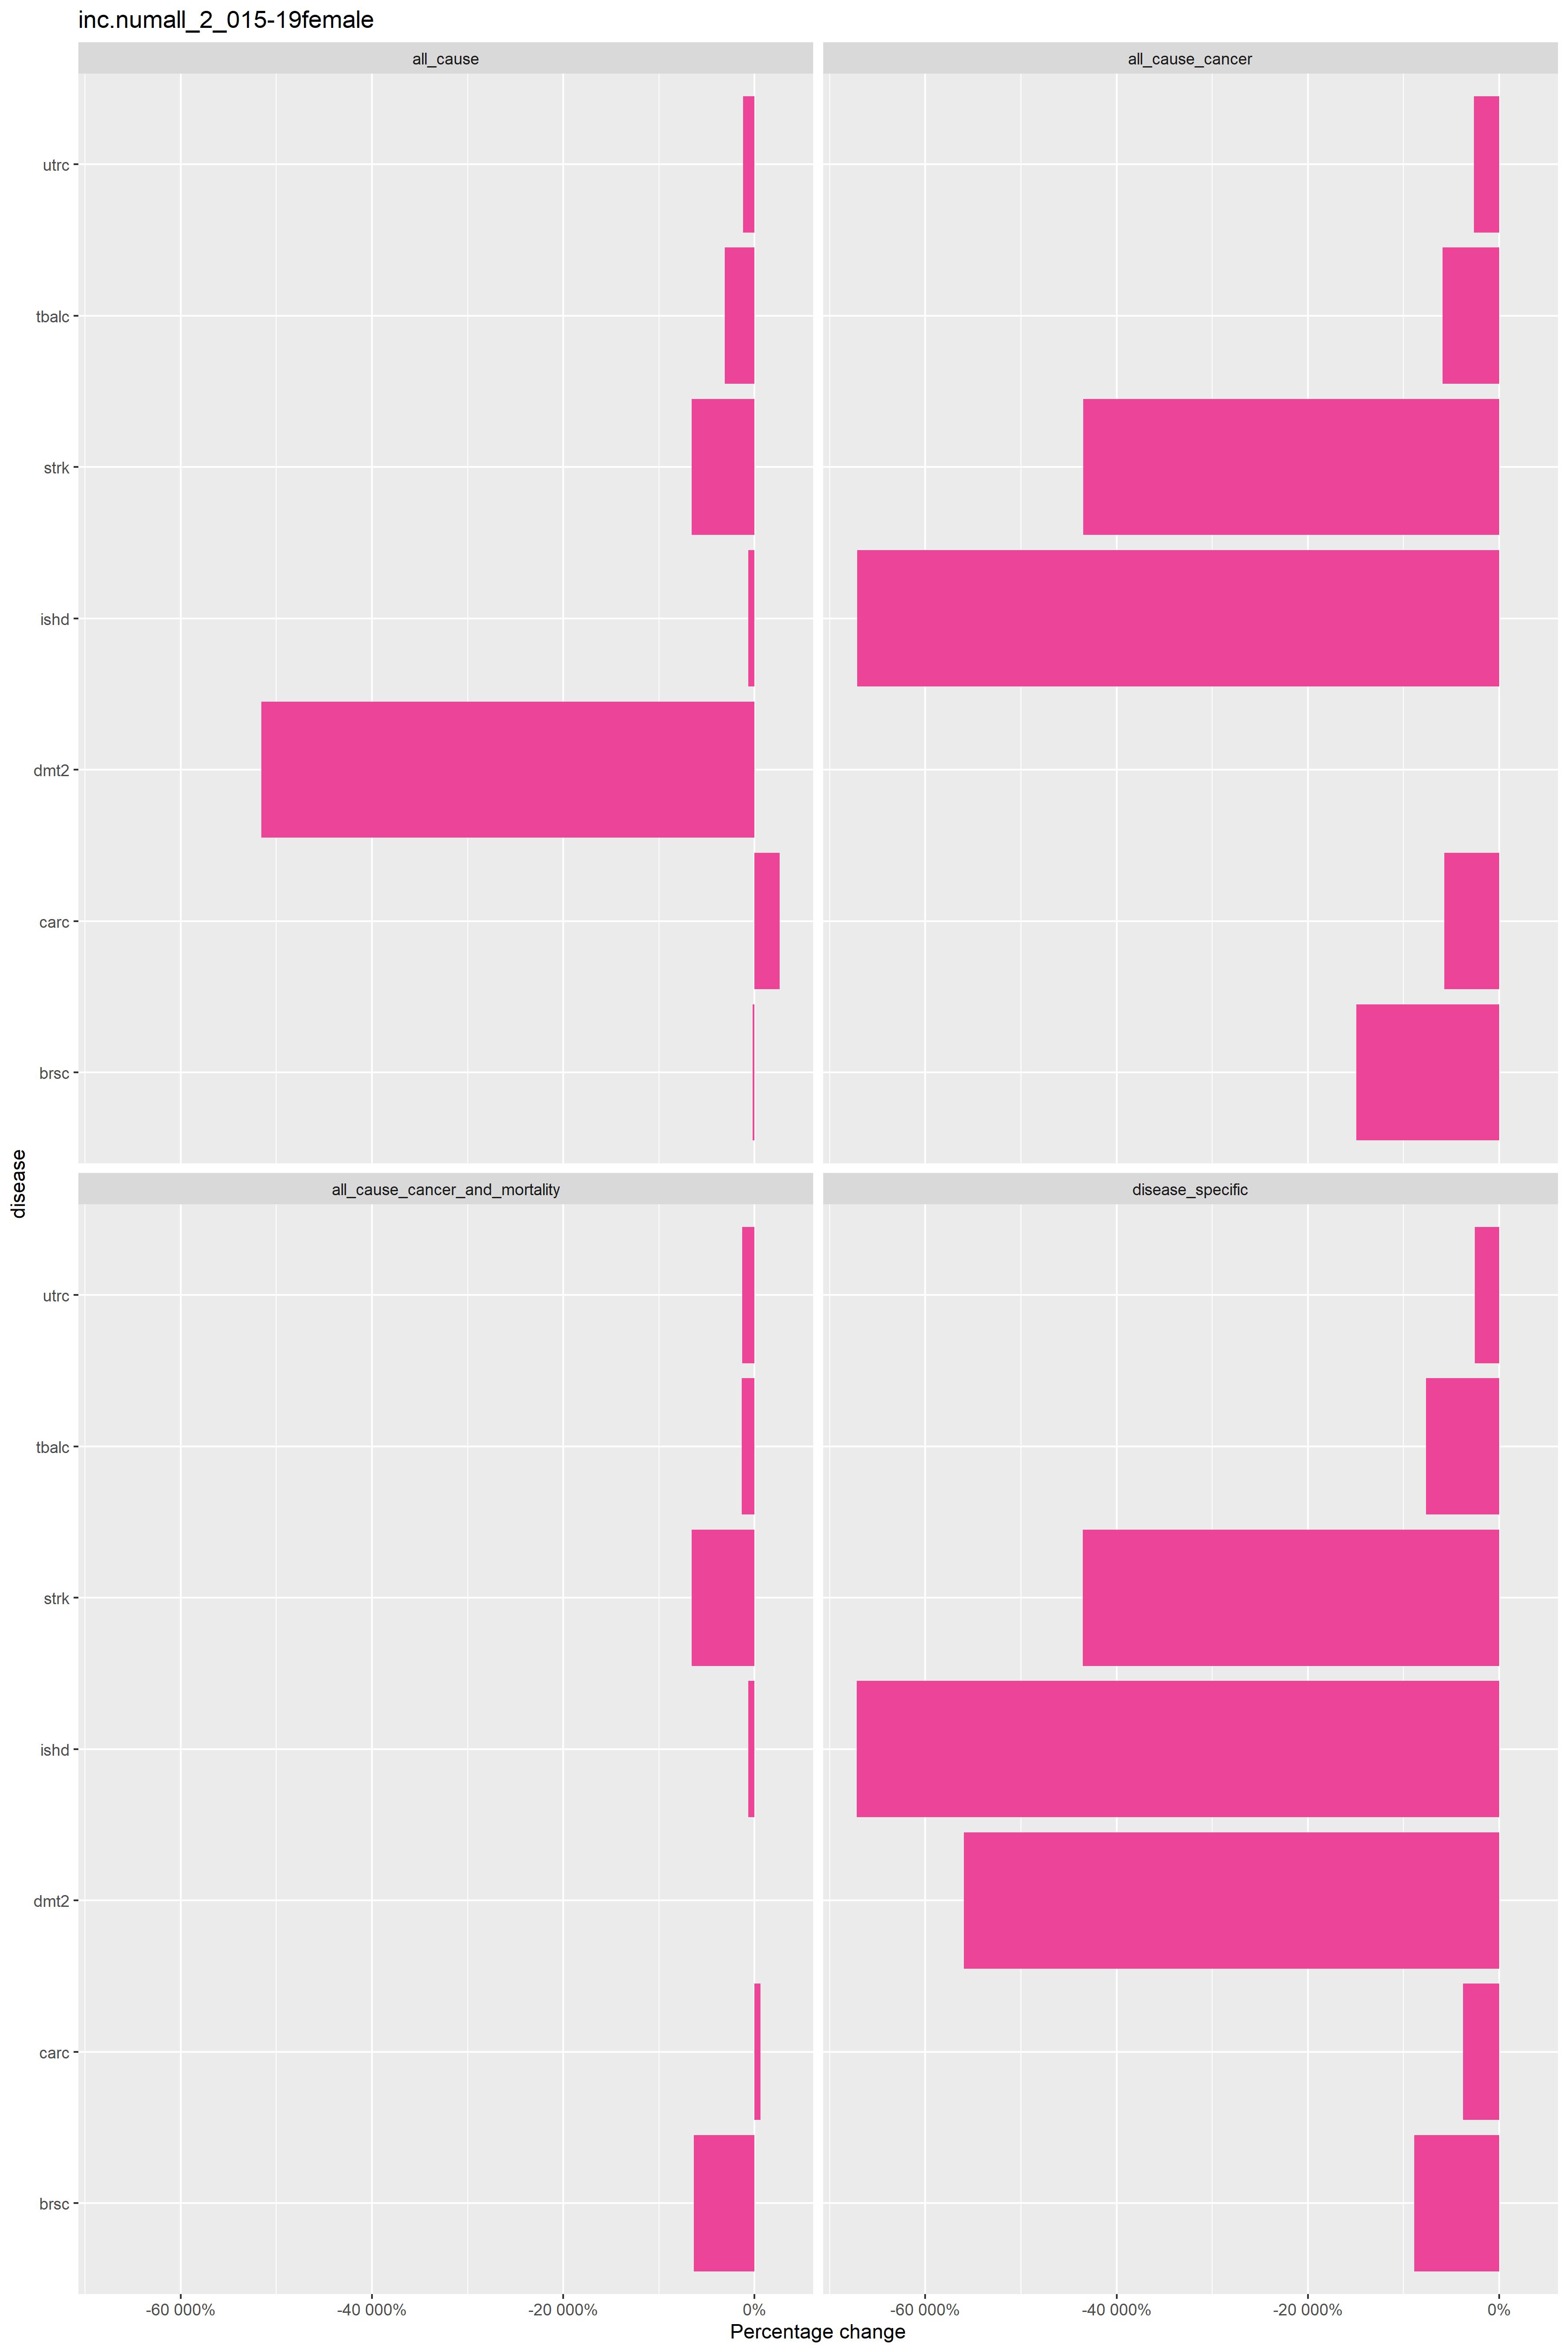 inc.numall_2_015-19female
all_cause
all_cause_cancer
utrc
tbalc
strk
ishd
dmt2
carc
brsc
disease
all_cause_cancer_and_mortality
disease_specific
utrc
tbalc
strk
ishd
dmt2
carc
brsc
-60 000%
-40 000%
-20 000%
0%
-60 000%
-40 000%
-20 000%
0%
Percentage change